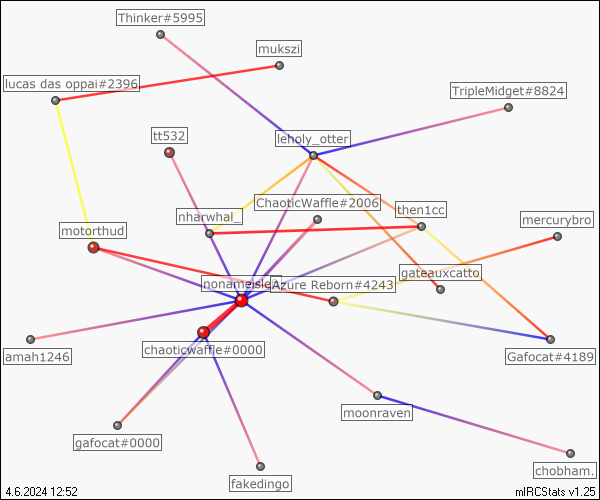 Thinker#5995
mukszi
lucas das oppai#2396
TripleMidget#8824
tt532
leholy_otter
ChaoticWaffle#2006
nharwhal_
then1cc
mercurybro
motorthud
gateauxcatto
Azure Reborn#4243
amah1246
chaoticwaffle#0000
Gafocat#4189
moonraven
gafocat#0000
chobham.
fakedingo
4.6.2024 12:52
mIRCStats v1.25